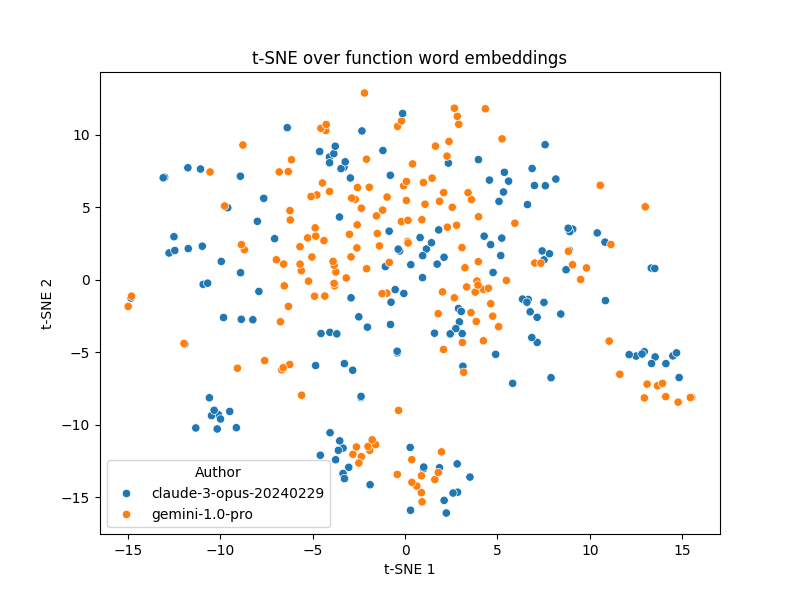 t-SNE over function word embeddings
10
5
0
−5
−10
−15
t-SNE 2
Author
claude-3-opus-20240229
gemini-1.0-pro
−15 −10 −5 0 5 10 15
t-SNE 1